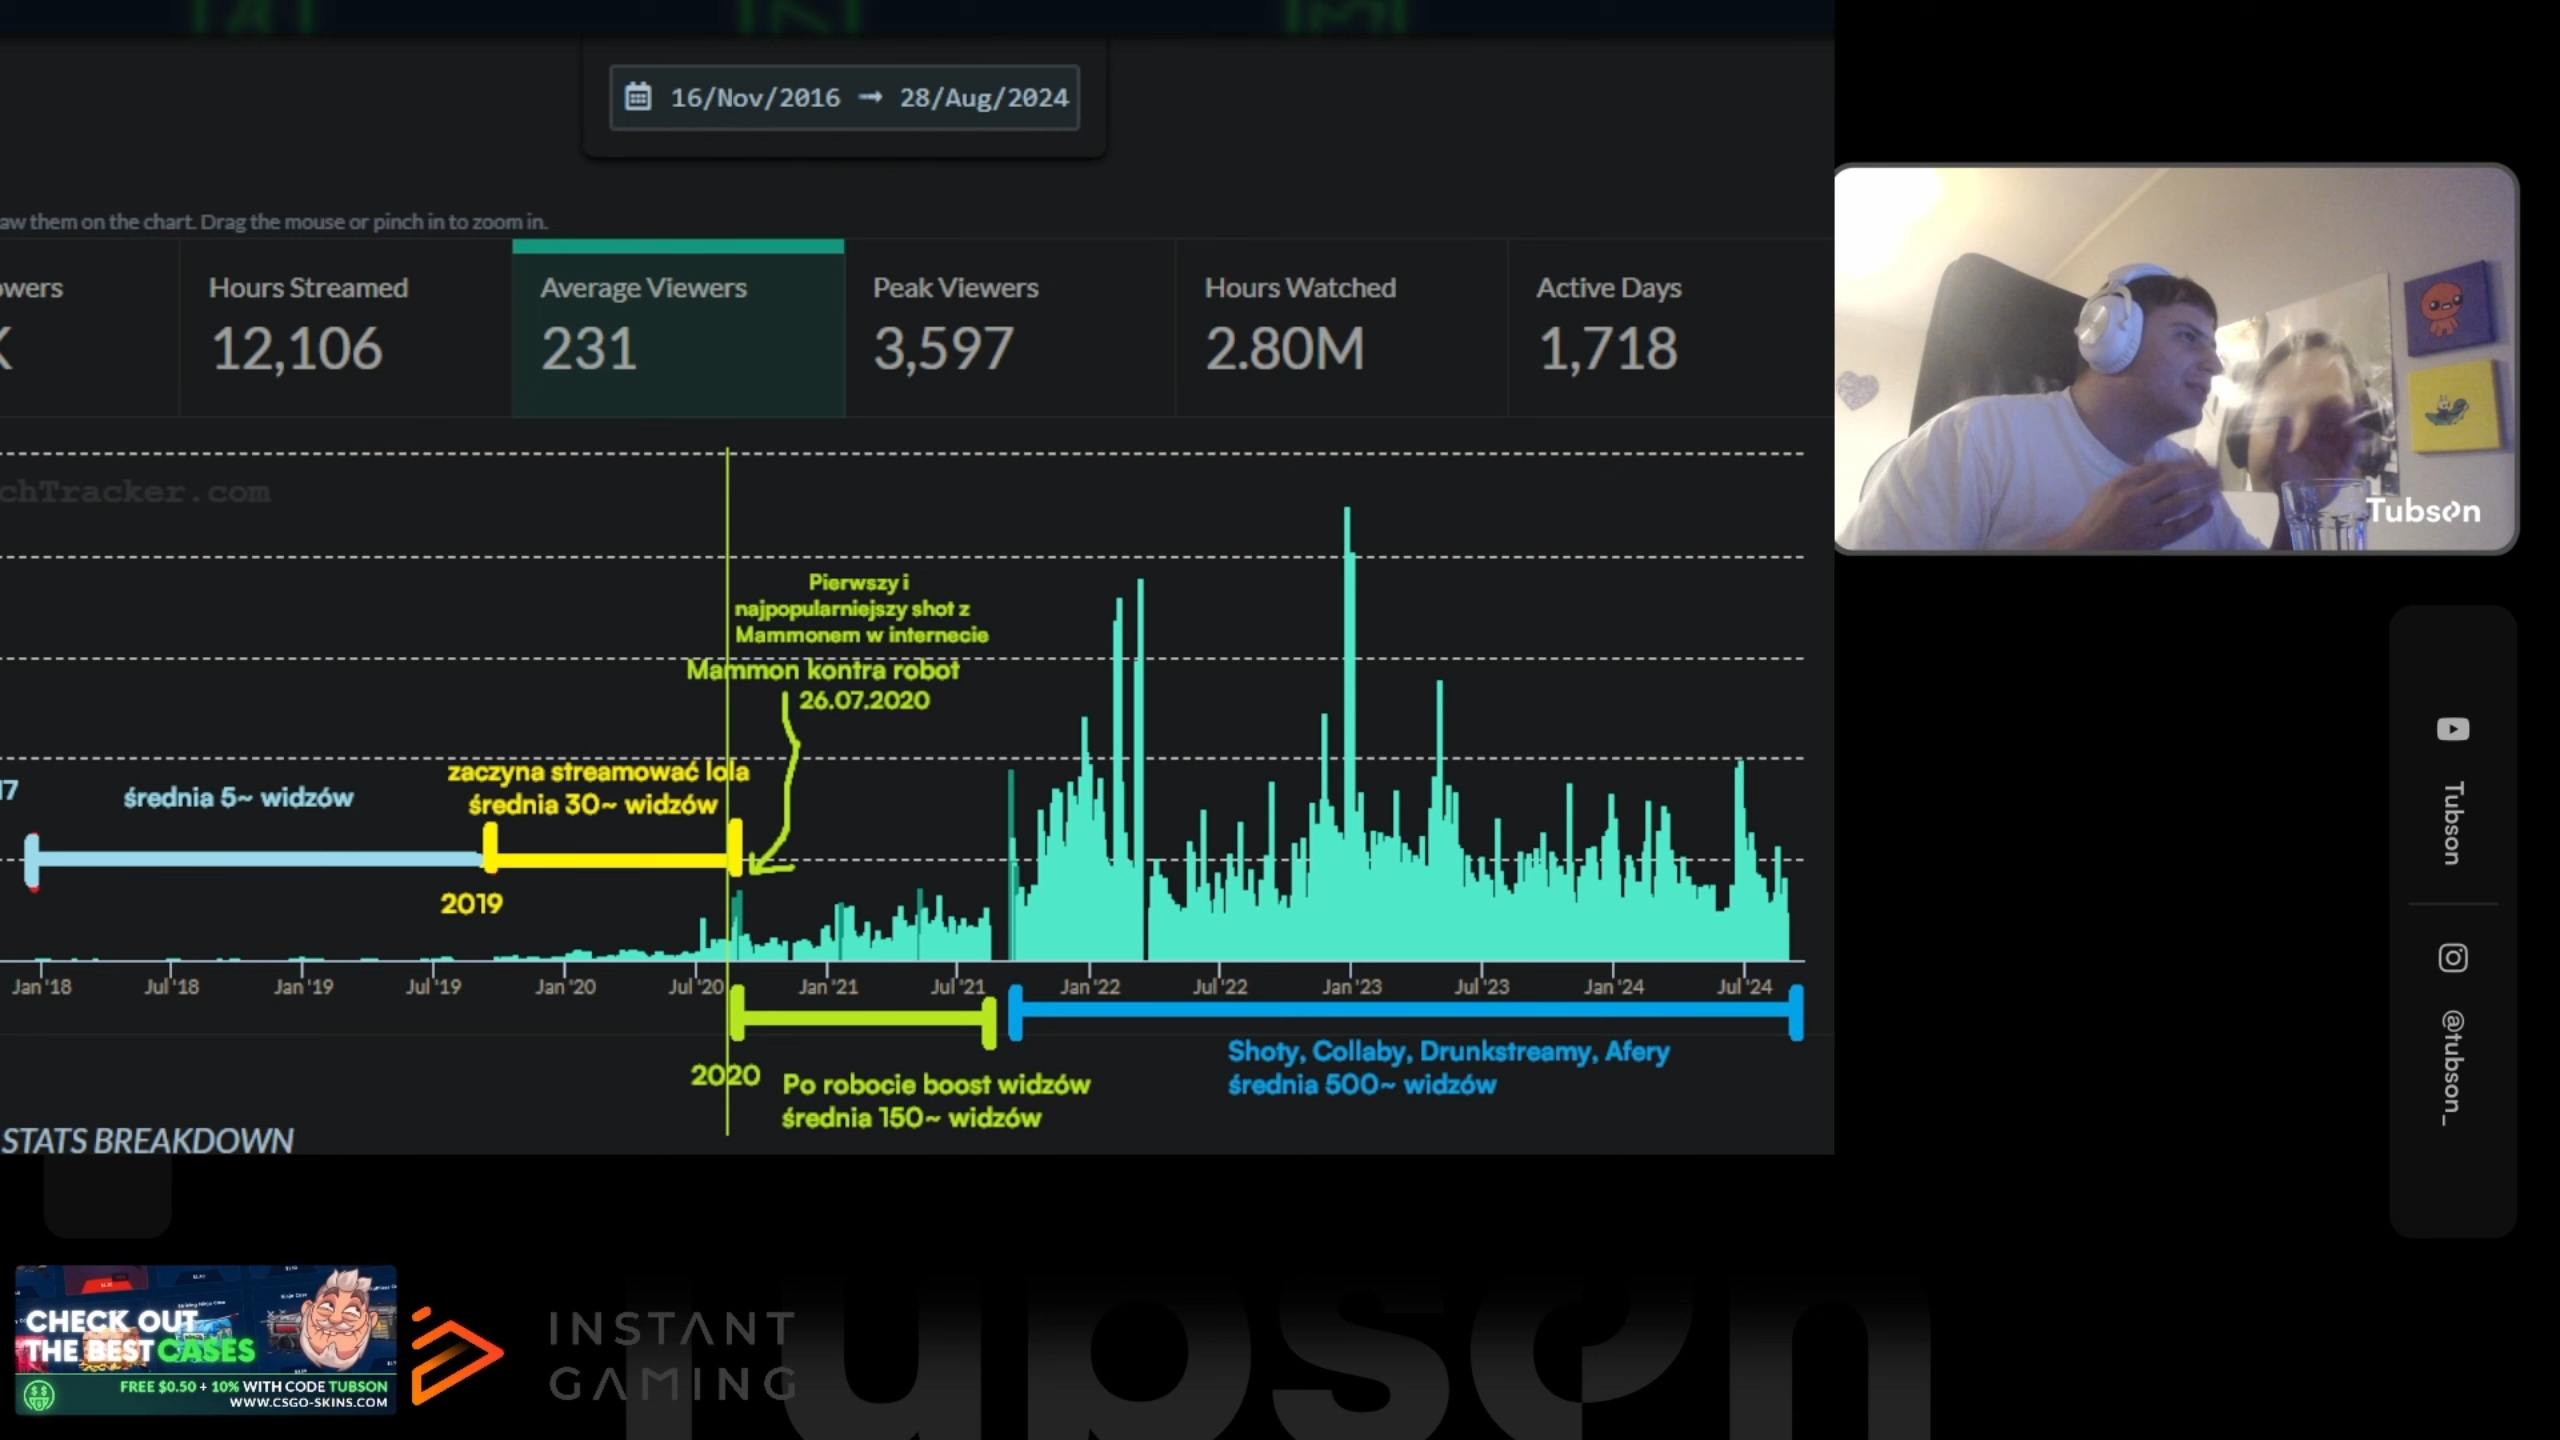 16/Nov/2016 → 28/Aug/2024
aw them on the chart. Drag the mouse or pinch in to zoom in.
owers
K
Hours Streamed
12,106
Average Viewers
231
Peak Viewers
3,597
Hours Watched
2.80M
Active Days
1,718
chTracker.com
Tubson
Pierwszy i
najpopularniejszy shot z
Mammonem w internecie
Mammon kontra robot
26.07.2020
17
średnia 5~ widzów
zaczyna streamować lola
średnia 30~ widzów
2019
Jan '18 Jul '18 Jan '19 Jul '19 Jan '20 Jul '20 Jan '21 Jul '21 Jan '22 Jul '22 Jan '23 Jul '23 Jan '24 Jul '24
2020
Po robocie boost widzów
średnia 150~ widzów
Shoty, Collaby, Drunkstreamy, Afery
średnia 500~ widzów
STATS BREAKDOWN
Tubson
@tubson_
CHECK OUT
THE BEST CASES
FREE $0.50 + 10% WITH CODE TUBSON
WWW.CSGO-SKINS.COM
INSTANT
GAMING
Tubson